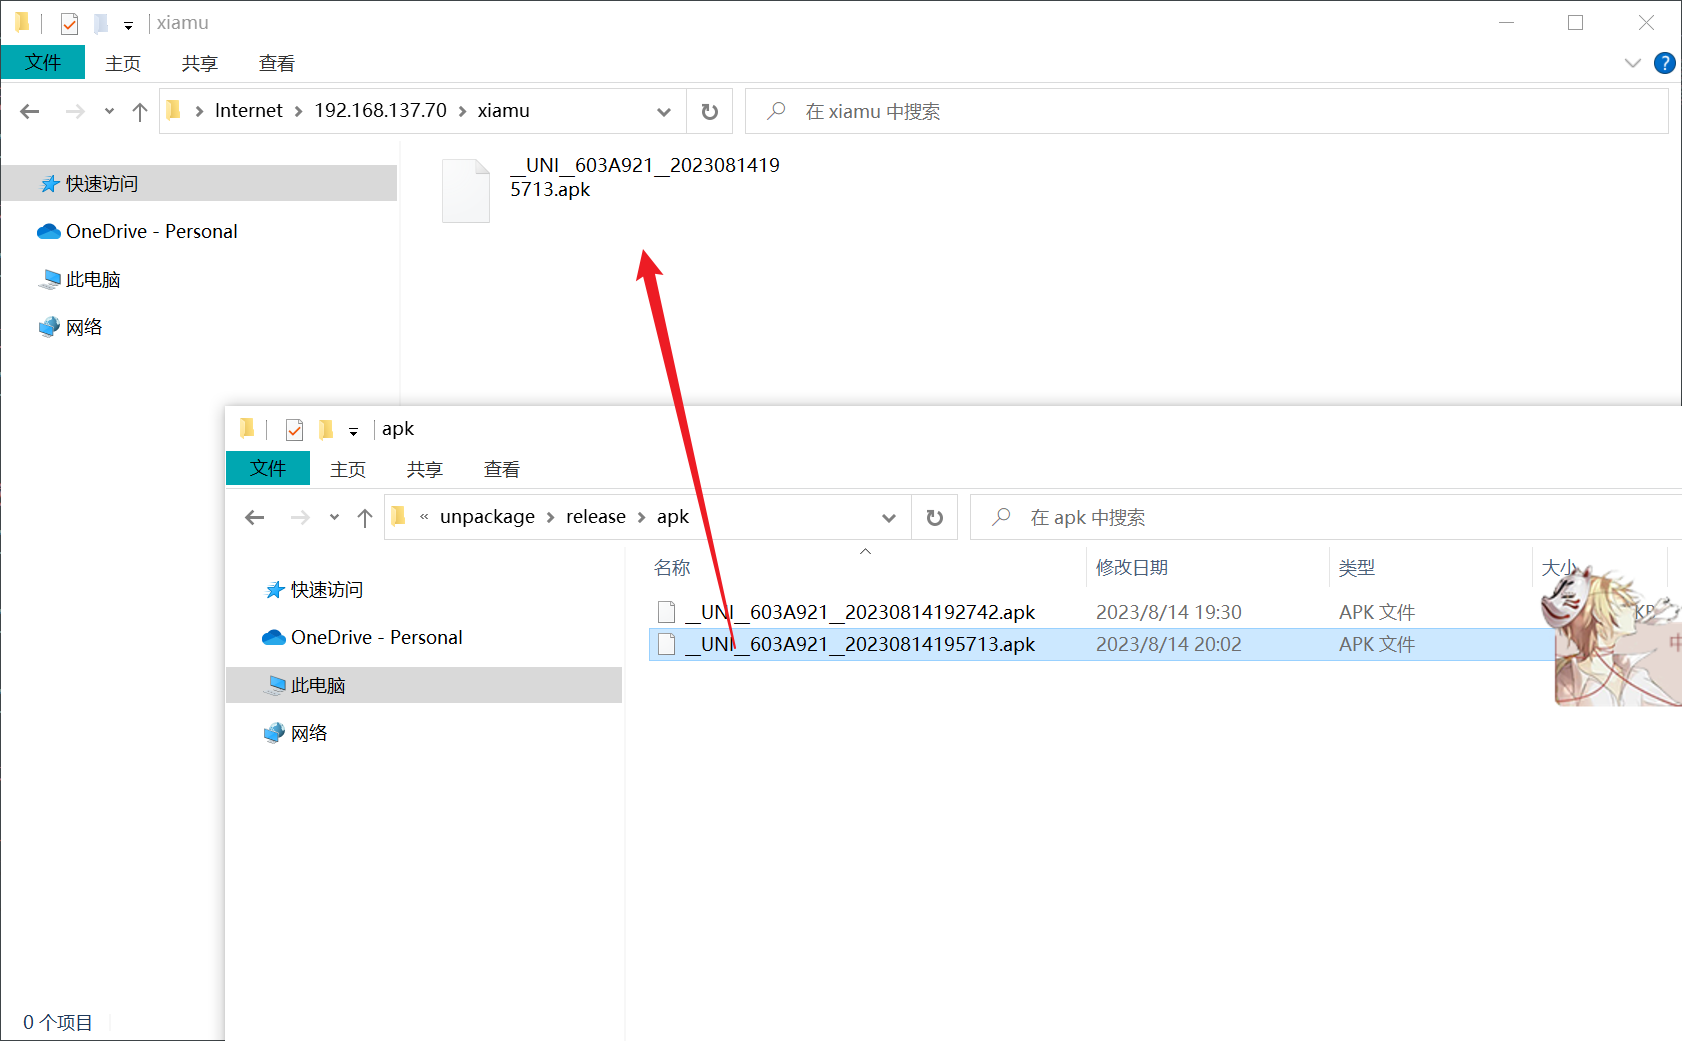 xiamu
文件 主页 共享 查看
Internet 192.168.137.70 xiamu 在 xiamu 中搜索
快速访问
OneDrive - Personal
此电脑
网络
__UNI__603A921__2023081419
5713.apk
apk
文件 主页 共享 查看
« unpackage release apk 在 apk 中搜索
快速访问
OneDrive - Personal
此电脑
网络
名称 修改日期 类型 大小
__UNI__603A921__20230814192742.apk 2023/8/14 19:30 APK 文件
__UNI__603A921__20230814195713.apk 2023/8/14 20:02 APK 文件
中
0 个项目